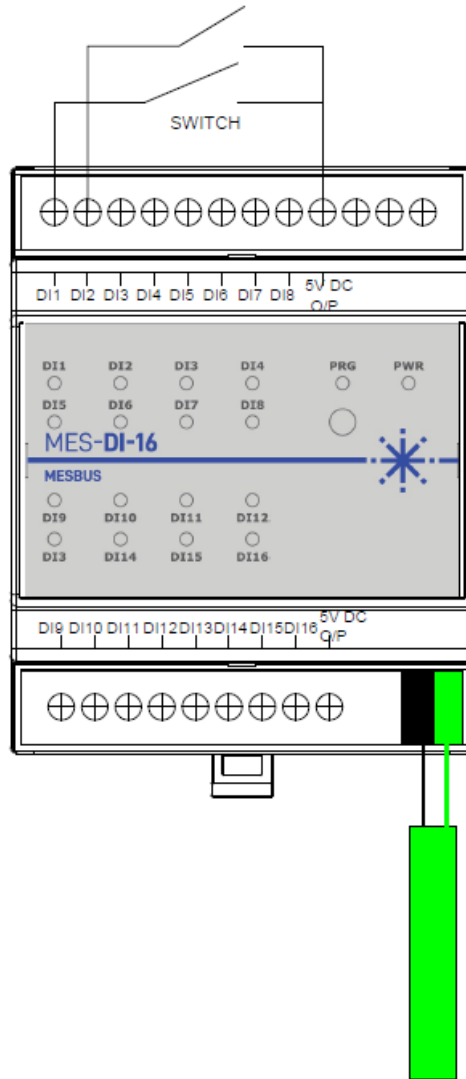 SWITCH
DI1 DI2 DI3 DI4 DI5 DI6 DI7 DI8 5V DC
O/P
DI1 DI2 DI3 DI4 PRG PWR
DI5 DI6 DI7 DI8
MES-DI-16
MESBUS
DI9 DI10 DI11 DI12
DI3 DI14 DI15 DI16
DI9 DI10 DI11 DI12 DI13 DI14 DI15 DI16 5V DC
O/P